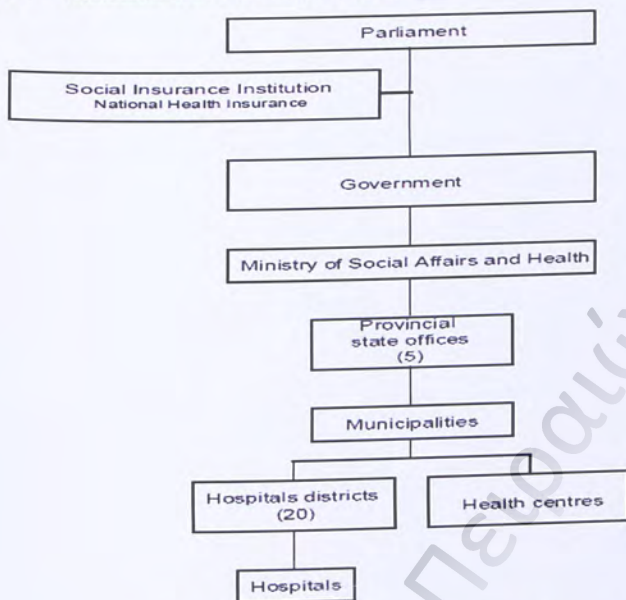 Parliament
Social Insurance Institution
National Health Insurance
Government
Ministry of Social Affairs and Health
Provincial
state offices
(5)
Municipalities
Hospitals districts
(20)
Health centres
Hospitals